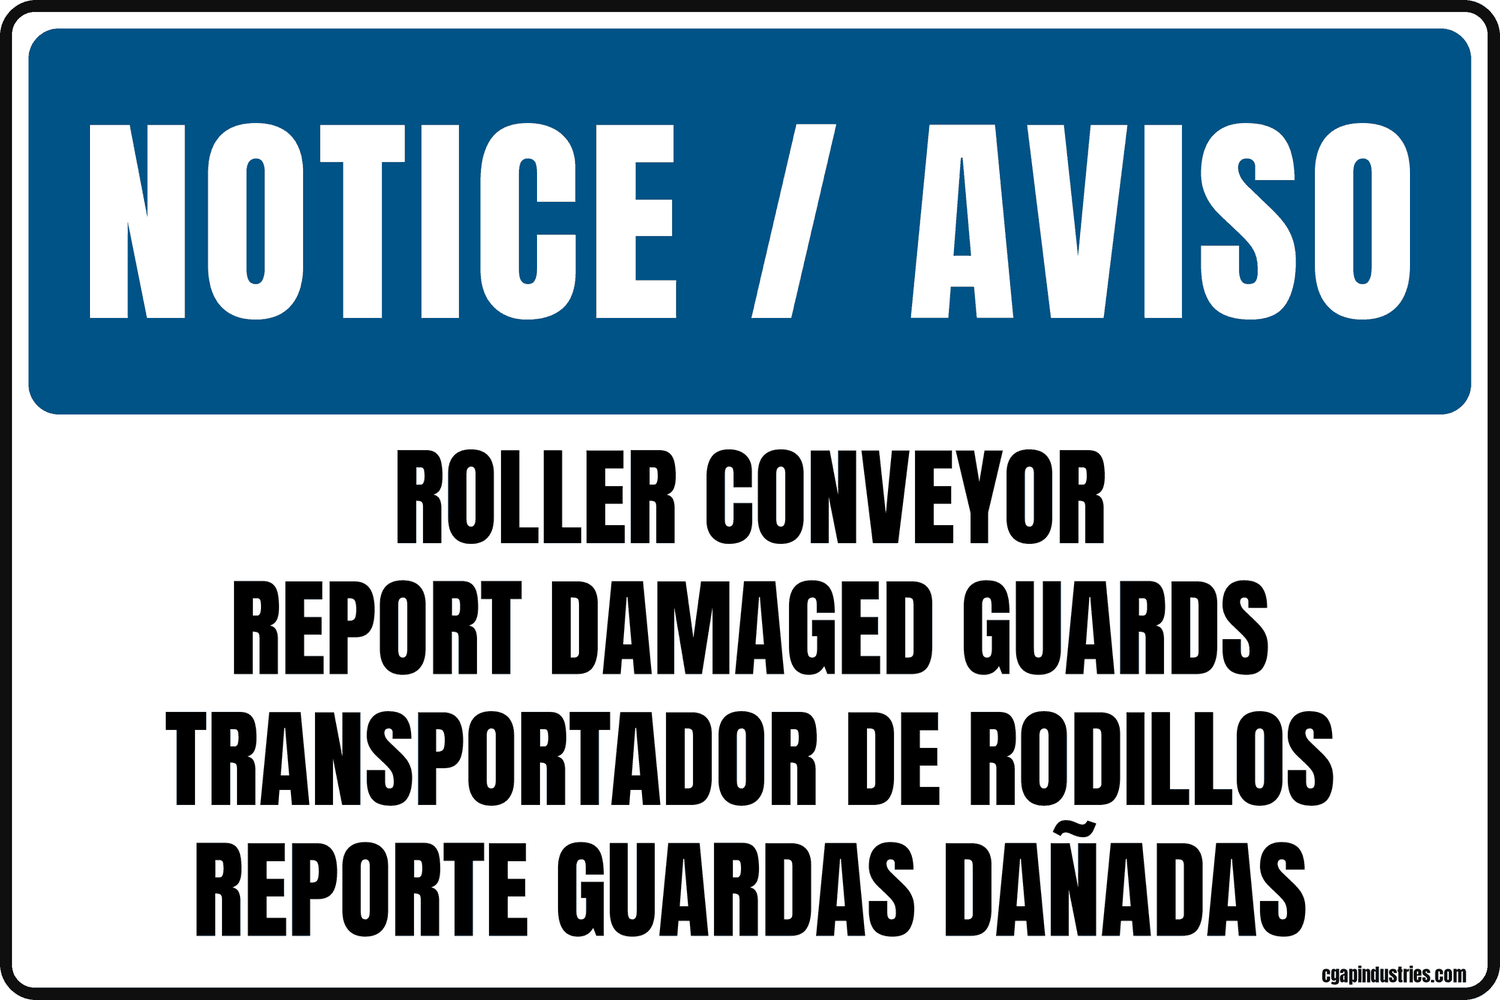 NOTICE / AVISO
ROLLER CONVEYOR
REPORT DAMAGED GUARDS
TRANSPORTADOR DE RODILLOS
REPORTE GUARDAS DAÑADAS
cgapindustries.com